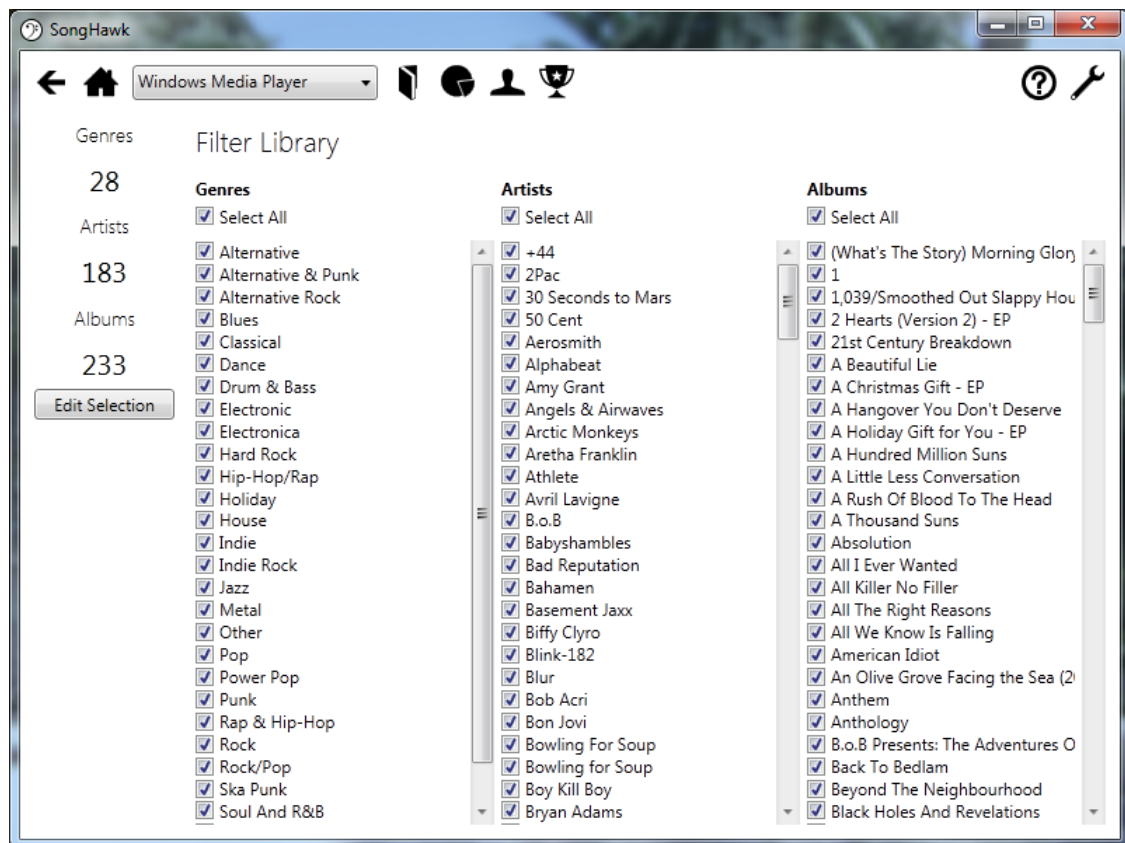 SongHawk
Windows Media Player
Genres
28
Artists
183
Albums
233
Edit Selection
Filter Library
Genres
Select All
Alternative
Alternative & Punk
Alternative Rock
Blues
Classical
Dance
Drum & Bass
Electronic
Electronica
Hard Rock
Hip-Hop/Rap
Holiday
House
Indie
Indie Rock
Jazz
Metal
Other
Pop
Power Pop
Punk
Rap & Hip-Hop
Rock
Rock/Pop
Ska Punk
Soul And R&B
Artists
Select All
+44
2Pac
30 Seconds to Mars
50 Cent
Aerosmith
Alphabeat
Amy Grant
Angels & Airwaves
Arctic Monkeys
Aretha Franklin
Athlete
Avril Lavigne
B.o.B
Babyshambles
Bad Reputation
Bahamen
Basement Jaxx
Biffy Clyro
Blink-182
Blur
Bob Acri
Bon Jovi
Bowling For Soup
Bowling for Soup
Boy Kill Boy
Bryan Adams
Albums
Select All
(What's The Story) Morning Glory
1
1,039/Smoothed Out Slappy Hou
2 Hearts (Version 2) - EP
21st Century Breakdown
A Beautiful Lie
A Christmas Gift - EP
A Hangover You Don't Deserve
A Holiday Gift for You - EP
A Hundred Million Suns
A Little Less Conversation
A Rush Of Blood To The Head
A Thousand Suns
Absolution
All I Ever Wanted
All Killer No Filler
All The Right Reasons
All We Know Is Falling
American Idiot
An Olive Grove Facing the Sea (20
Anthem
Anthology
B.o.B Presents: The Adventures O
Back To Bedlam
Beyond The Neighbourhood
Black Holes And Revelations